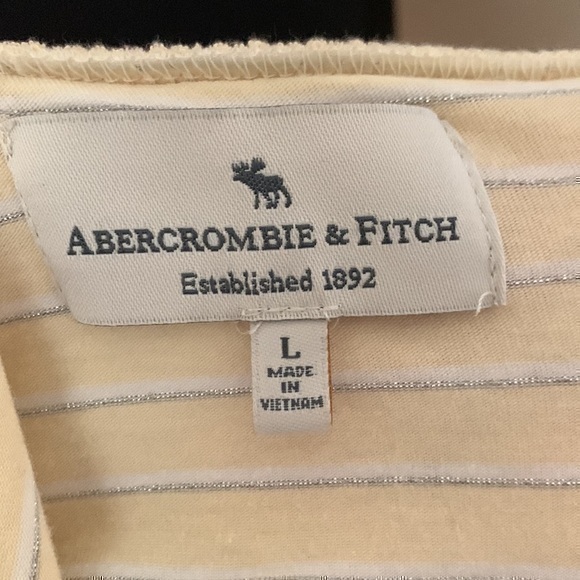 ABERCROMBIE & FITCH
Established 1892
L
MADE
IN
VIETNAM